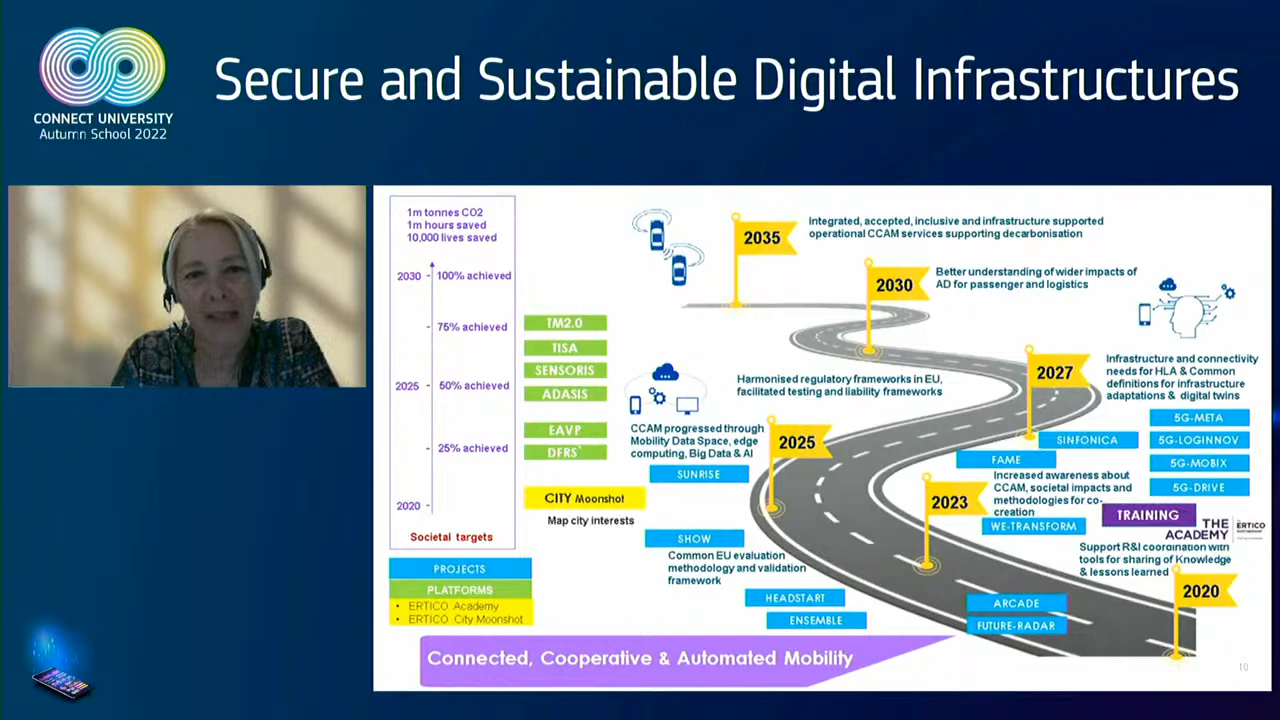 Secure and Sustainable Digital Infrastructures
CONNECT UNIVERSITY
Autumn School 2022
1m tonnes CO2
1m hours saved
10,000 lives saved
2030
100% achieved
75% achieved
2025
50% achieved
25% achieved
2020
Societal targets
PROJECTS
PLATFORMS
• ERTICO Academy
• ERTICO City Moonshot
TM2.0
TISA
SENSORIS
ADASIS
EAVP
DFRS`
CITY Moonshot
Map city interests
2035
Integrated, accepted, inclusive and infrastructure supported
operational CCAM services supporting decarbonisation
2030
Better understanding of wider impacts of
AD for passenger and logistics
2027
Infrastructure and connectivity
needs for HLA & Common
definitions for infrastructure
adaptations & digital twins
5G-META
5G-LOGINNOV
5G-MOBIX
5G-DRIVE
SINFONICA
FAME
Harmonised regulatory frameworks in EU,
facilitated testing and liability frameworks
2025
CCAM progressed through
Mobility Data Space, edge
computing, Big Data & AI
SUNRISE
2023
Increased awareness about
CCAM, societal impacts and
methodologies for co-
creation
WE-TRANSFORM
TRAINING
THE
ACADEMY
ERTICO
SHOW
Common EU evaluation
methodology and validation
framework
HEADSTART
ENSEMBLE
Support R&I coordination with
tools for sharing of Knowledge
& lessons learned
2020
ARCADE
FUTURE-RADAR
Connected, Cooperative & Automated Mobility
10